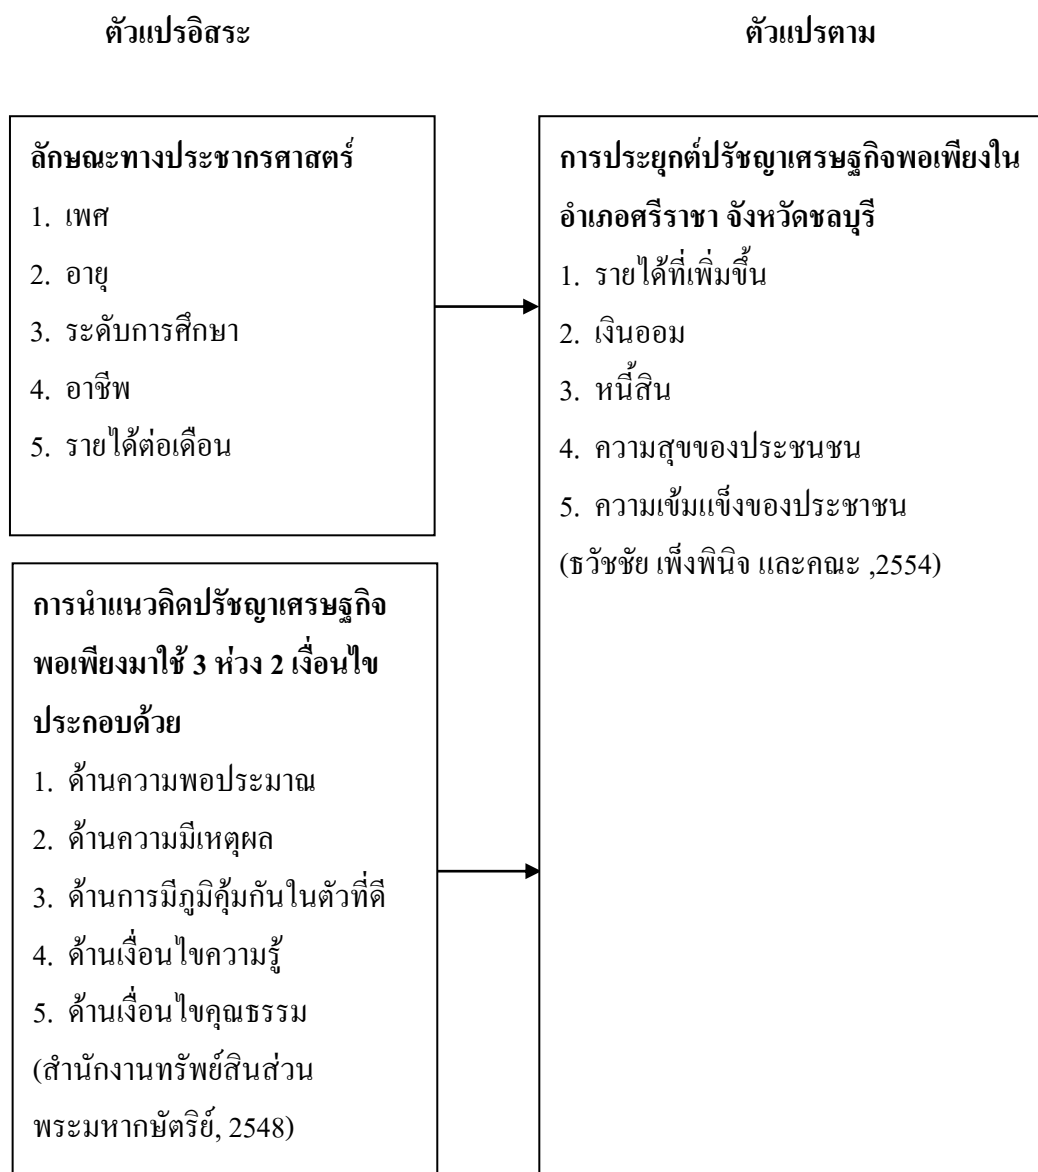 ตัวแปรอิสระ
ตัวแปรตาม
ลักษณะทางประชากรศาสตร์
1. เพศ
2. อายุ
3. ระดับการศึกษา
4. อาชีพ
5. รายได้ต่อเดือน
การนำแนวคิดปรัชญาเศรษฐกิจ
พอเพียงมาใช้ 3 ห่วง 2 เงื่อนไข
ประกอบด้วย
1. ด้านความพอประมาณ
2. ด้านความมีเหตุผล
3. ด้านการมีภูมิคุ้มกันในตัวที่ดี
4. ด้านเงื่อนไขความรู้
5. ด้านเงื่อนไขคุณธรรม
(สำนักงานทรัพย์สินส่วน
พระมหากษัตริย์, 2548)
การประยุกต์ปรัชญาเศรษฐกิจพอเพียงใน
อำเภอศรีราชา จังหวัดชลบุรี
1. รายได้ที่เพิ่มขึ้น
2. เงินออม
3. หนี้สิน
4. ความสุขของประชนชน
5. ความเข้มแข็งของประชาชน
(ธวัชชัย เพ็งพินิจ และคณะ ,2554)